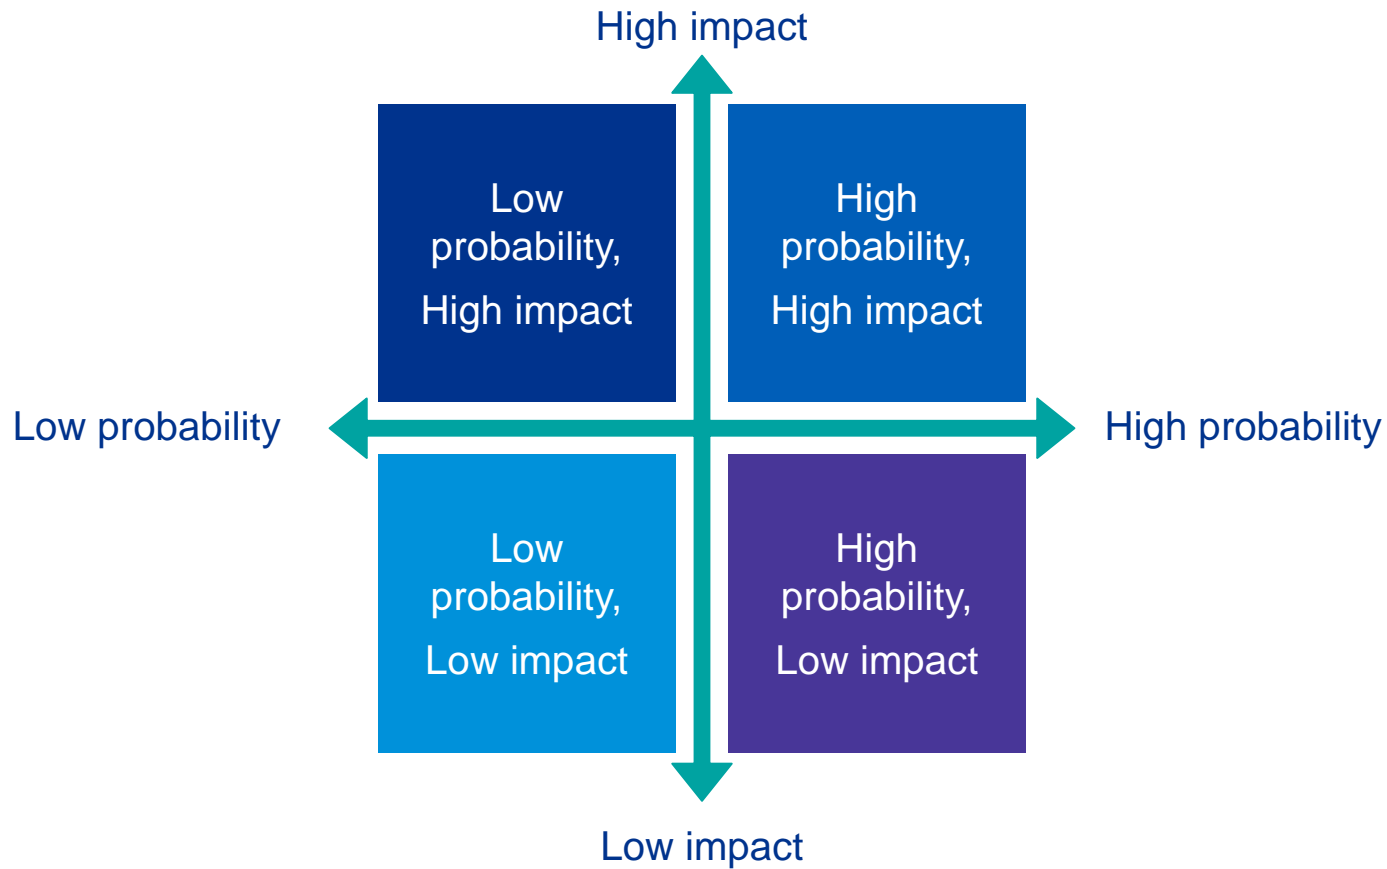 High impact
Low
probability,
High impact
High
probability,
High impact
Low probability
High probability
Low
probability,
Low impact
High
probability,
Low impact
Low impact